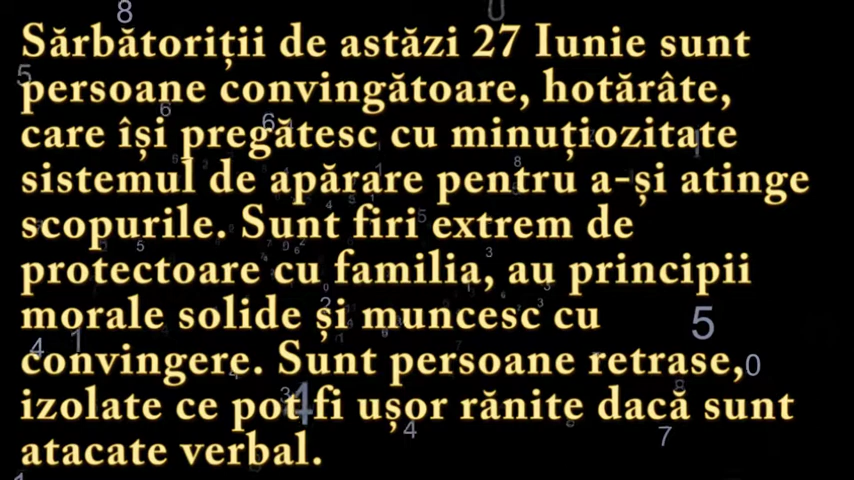 Sărbătoriții de astăzi 27 Iunie sunt
persoane convingătoare, hotărâte,
care își pregătesc cu minuțiozitate
sistemul de apărare pentru a-și atinge
scopurile. Sunt firi extrem de
protectoare cu familia, au principii
morale solide și muncesc cu
convingere. Sunt persoane retrase,
izolate ce pot fi ușor rănite dacă sunt
atacate verbal.